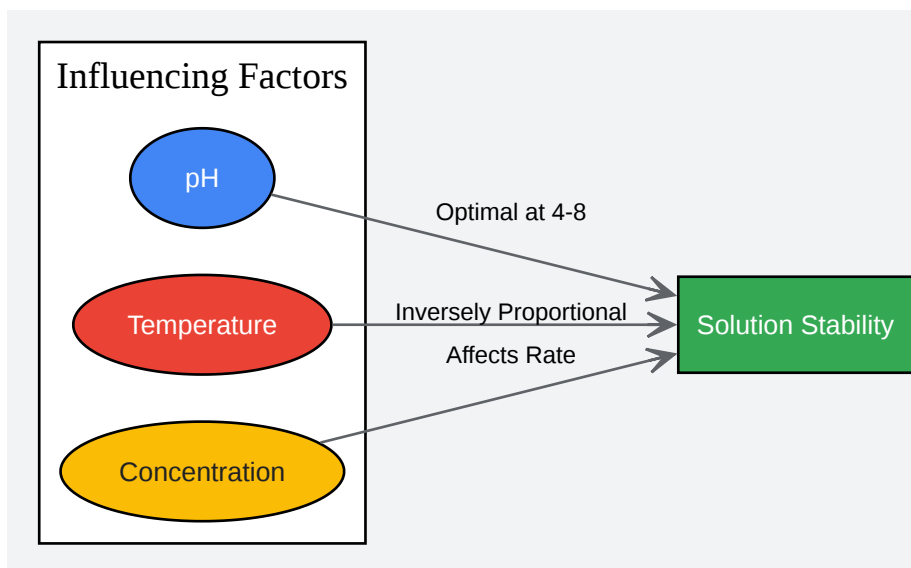 Influencing Factors
pH
Optimal at 4-8
Temperature
Inversely Proportional
Solution Stability
Affects Rate
Concentration